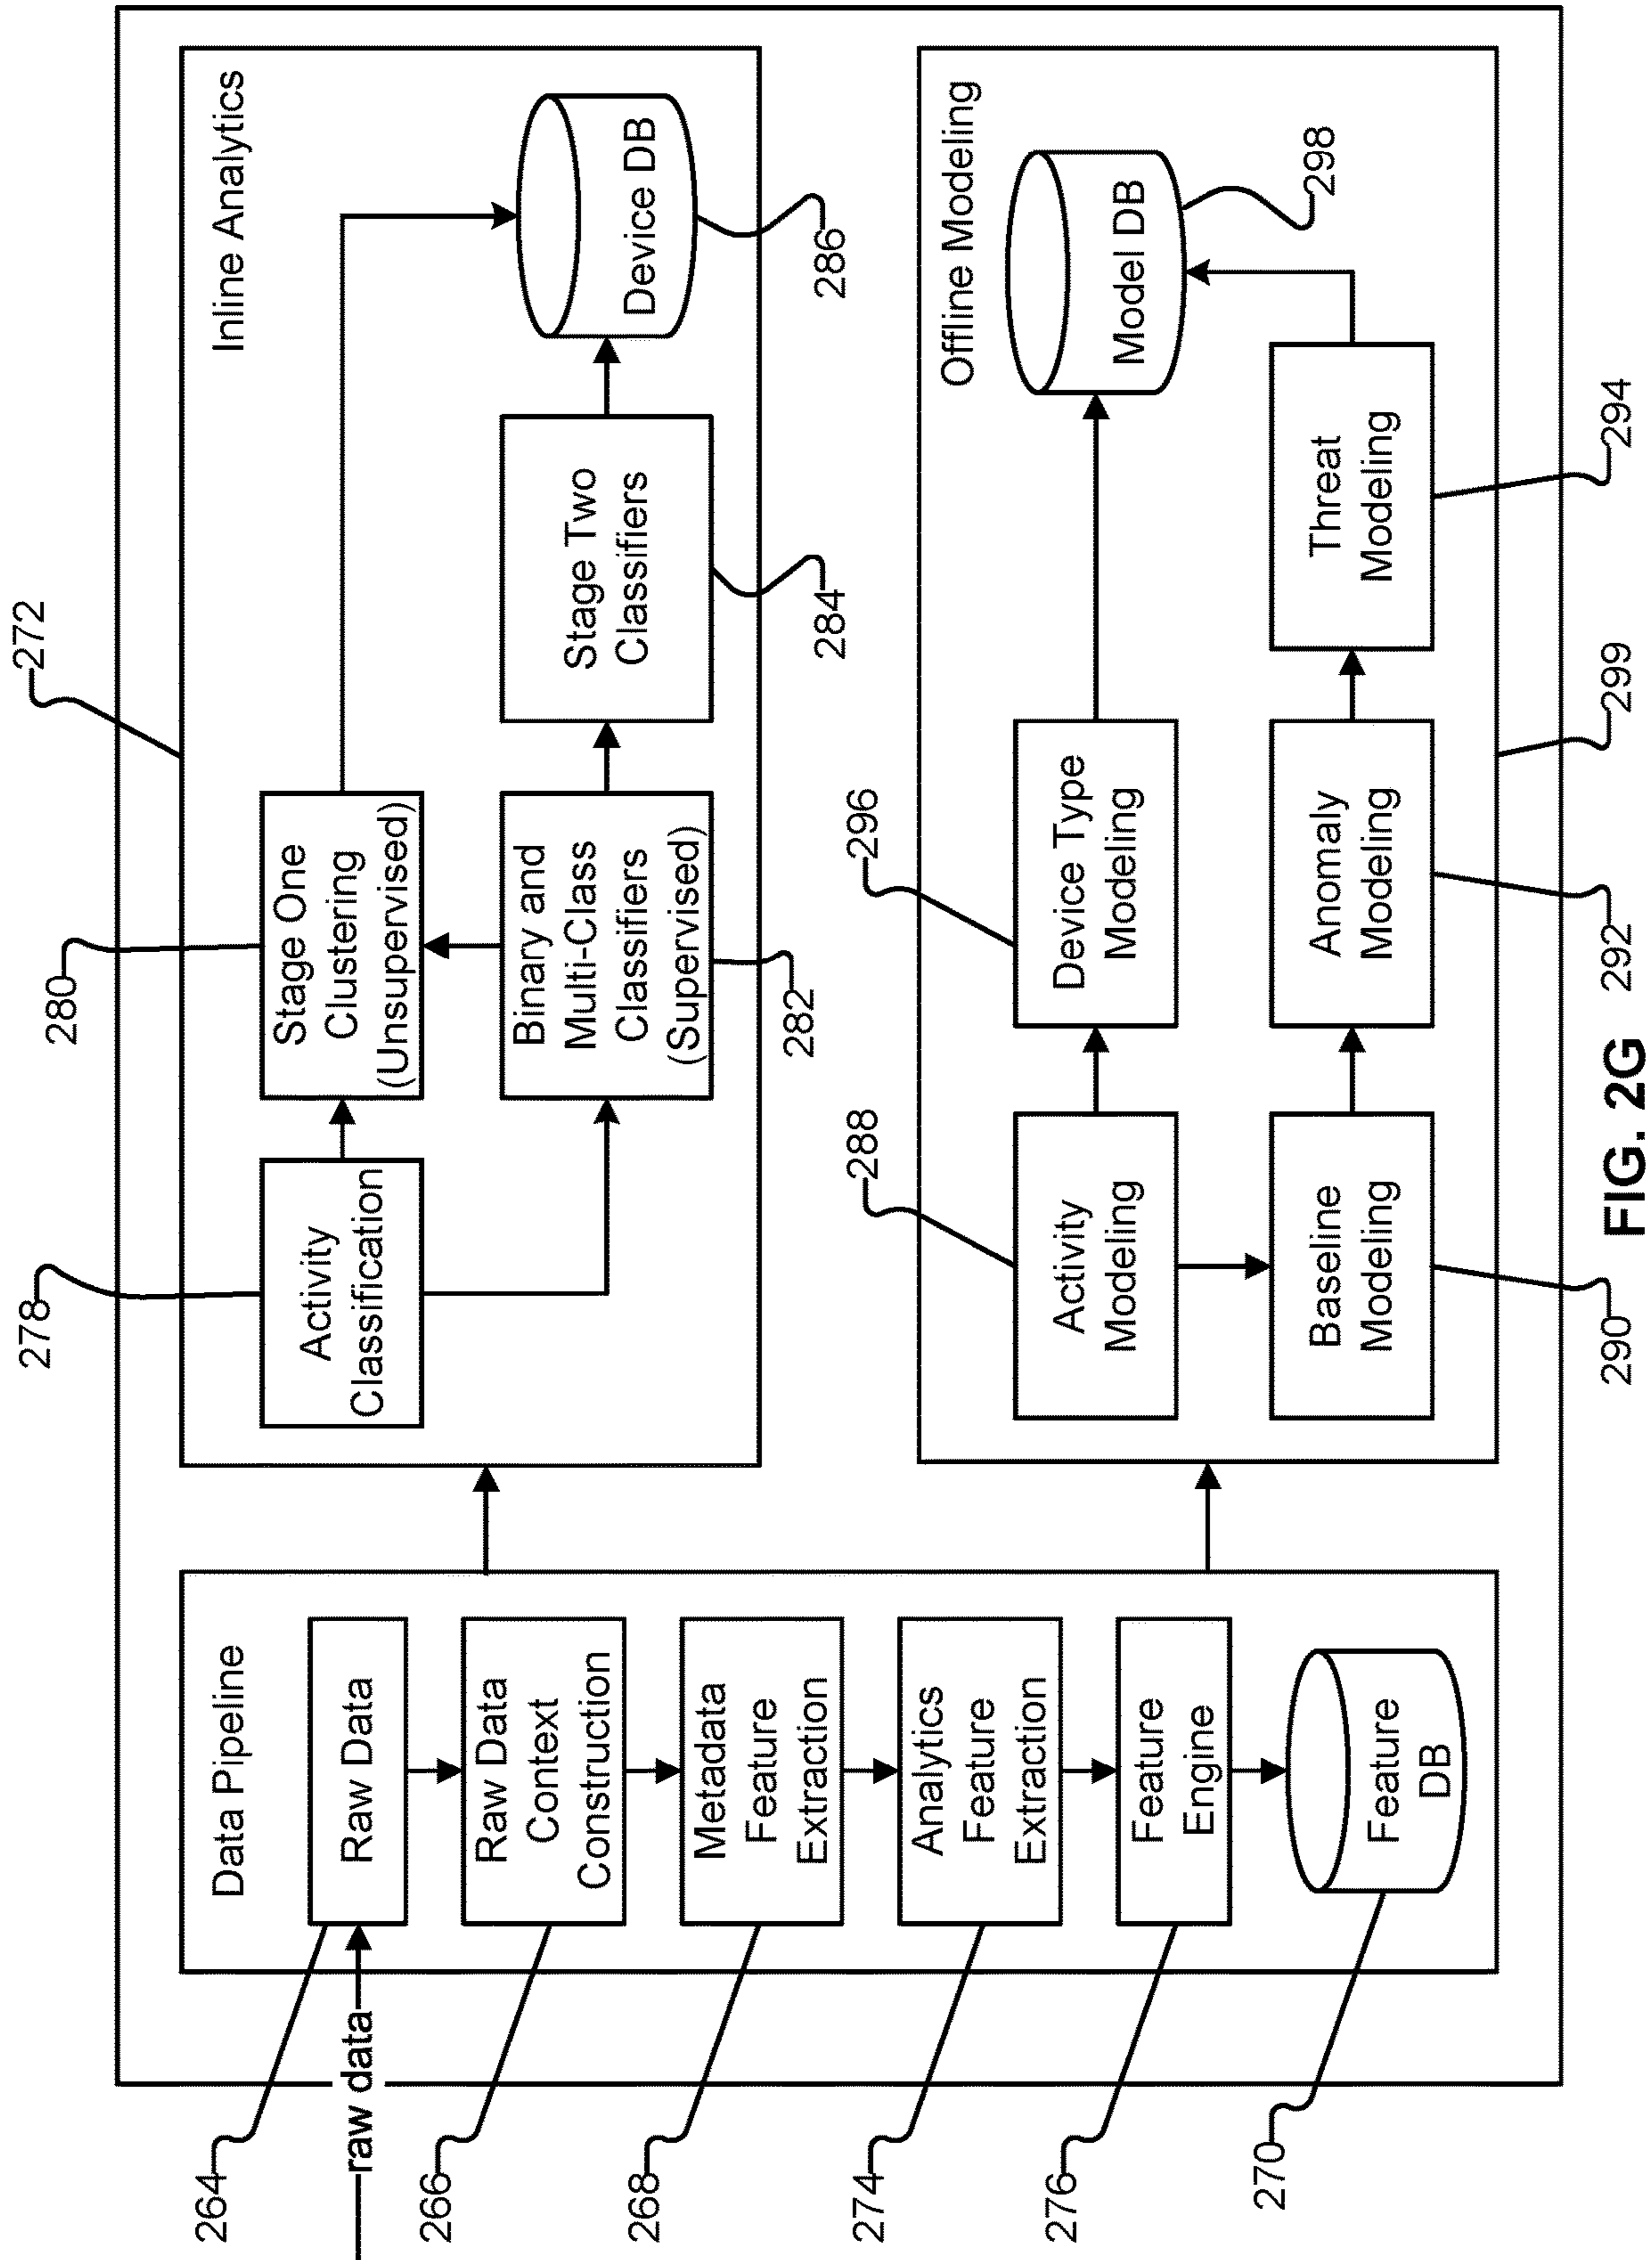 Data Pipeline
Raw Data
Raw Data
Context
Construction
Metadata
Feature
Extraction
Analytics
Feature
Extraction
Feature
Engine
Feature
DB
raw data
264
266
268
274
276
270
Inline Analytics
Activity
Classification
Stage One
Clustering
(Unsupervised)
Binary and
Multi-Class
Classifiers
(Supervised)
Stage Two
Classifiers
Device DB
278
280
272
282
284
286
Offline Modeling
Activity
Modeling
Device Type
Modeling
Model DB
Baseline
Modeling
Anomaly
Modeling
Threat
Modeling
288
296
298
290
292
299
294
FIG. 2G